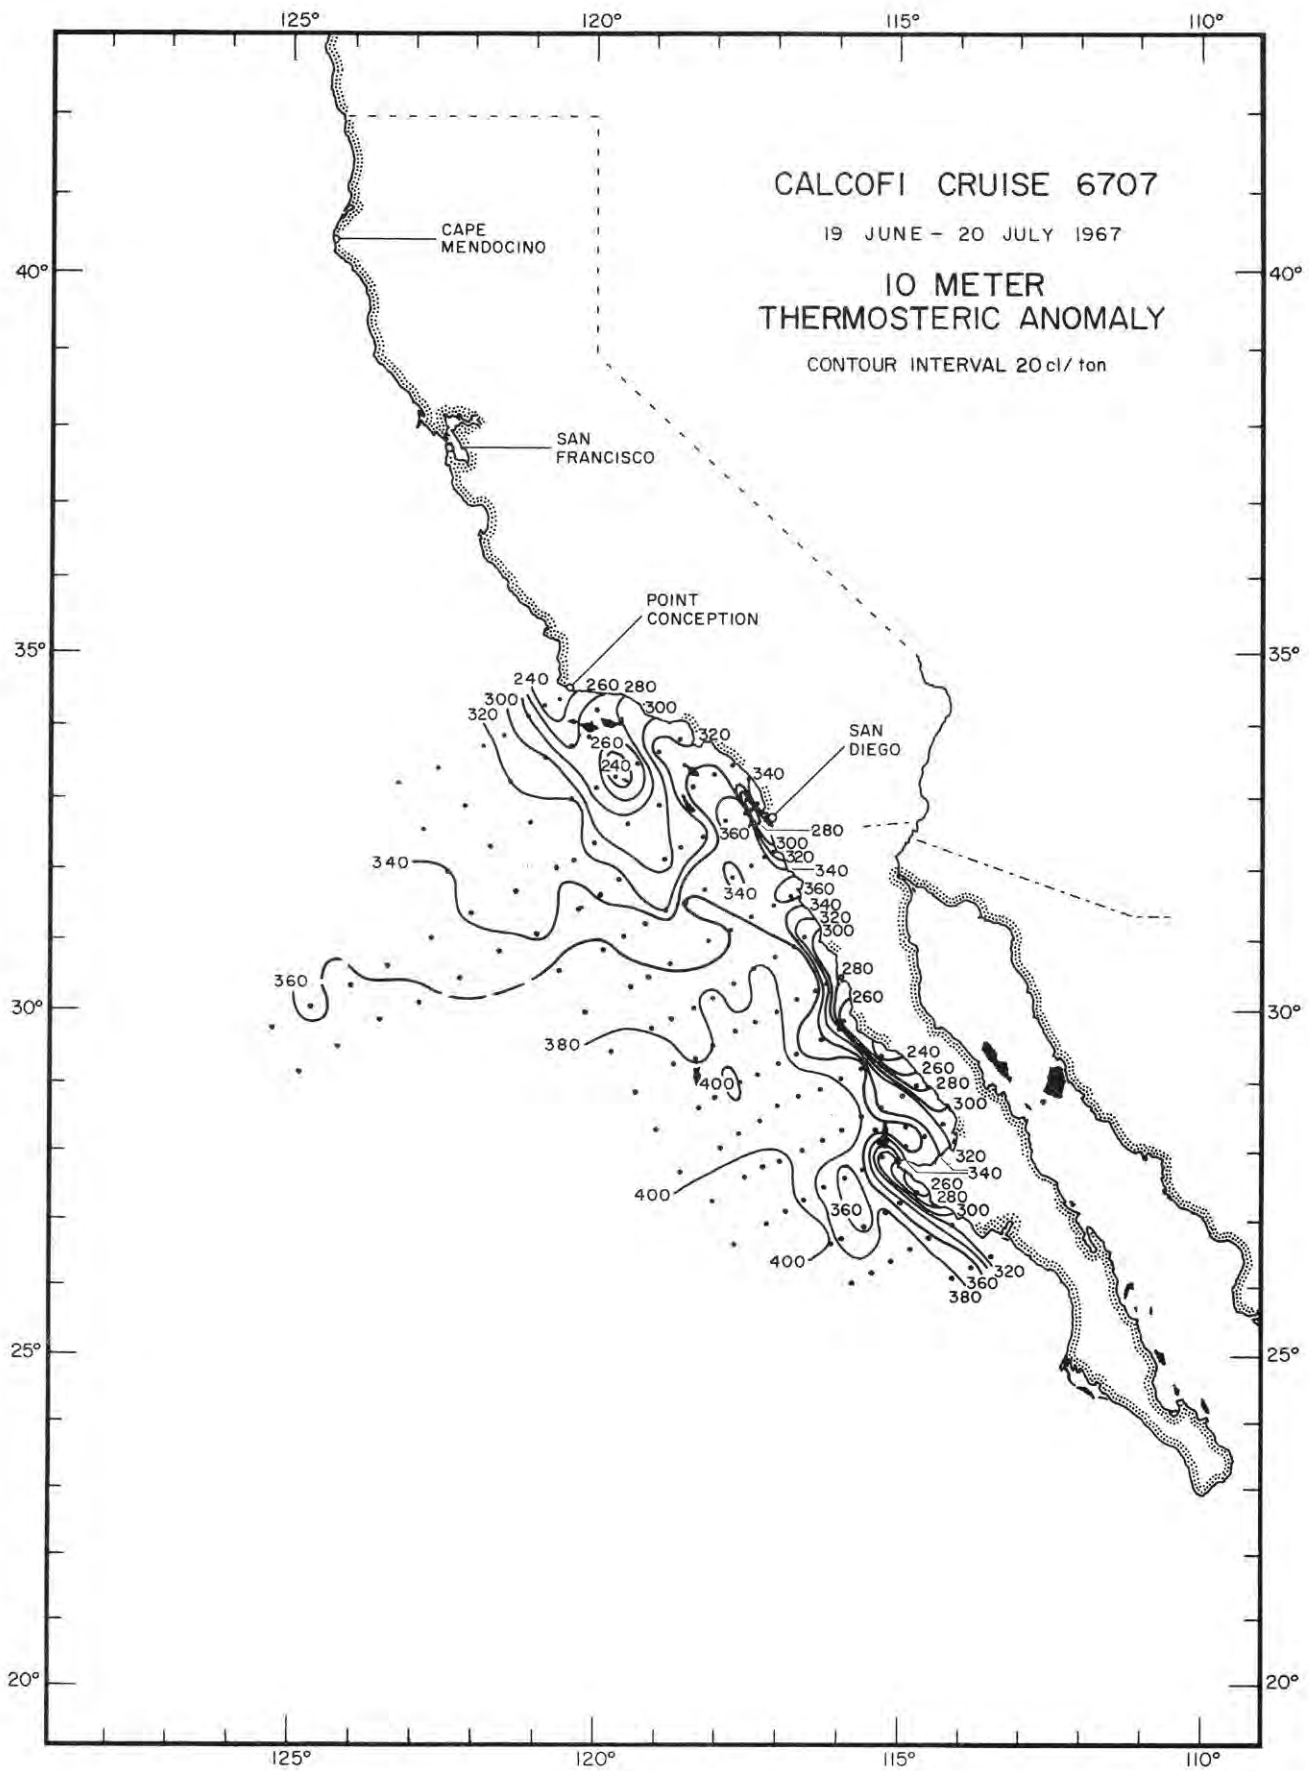 125° 120° 115° 110°
CALCOFI CRUISE 6707
19 JUNE - 20 JULY 1967
10 METER
THERMOSTERIC ANOMALY
CONTOUR INTERVAL 20 cl/ ton
CAPE
MENDOCINO
40° 40°
SAN
FRANCISCO
POINT
CONCEPTION
35° 35°
240 260 280
300 300
320 320
SAN
DIEGO
260
240
340
360 280
300
320
340 340
340 360
340
320
300
280
360
260
30° 30°
380 240
260
400 280
300
320
340
400 260
280
360 300
400 320
360
380
25° 25°
20° 20°
125° 120° 115° 110°